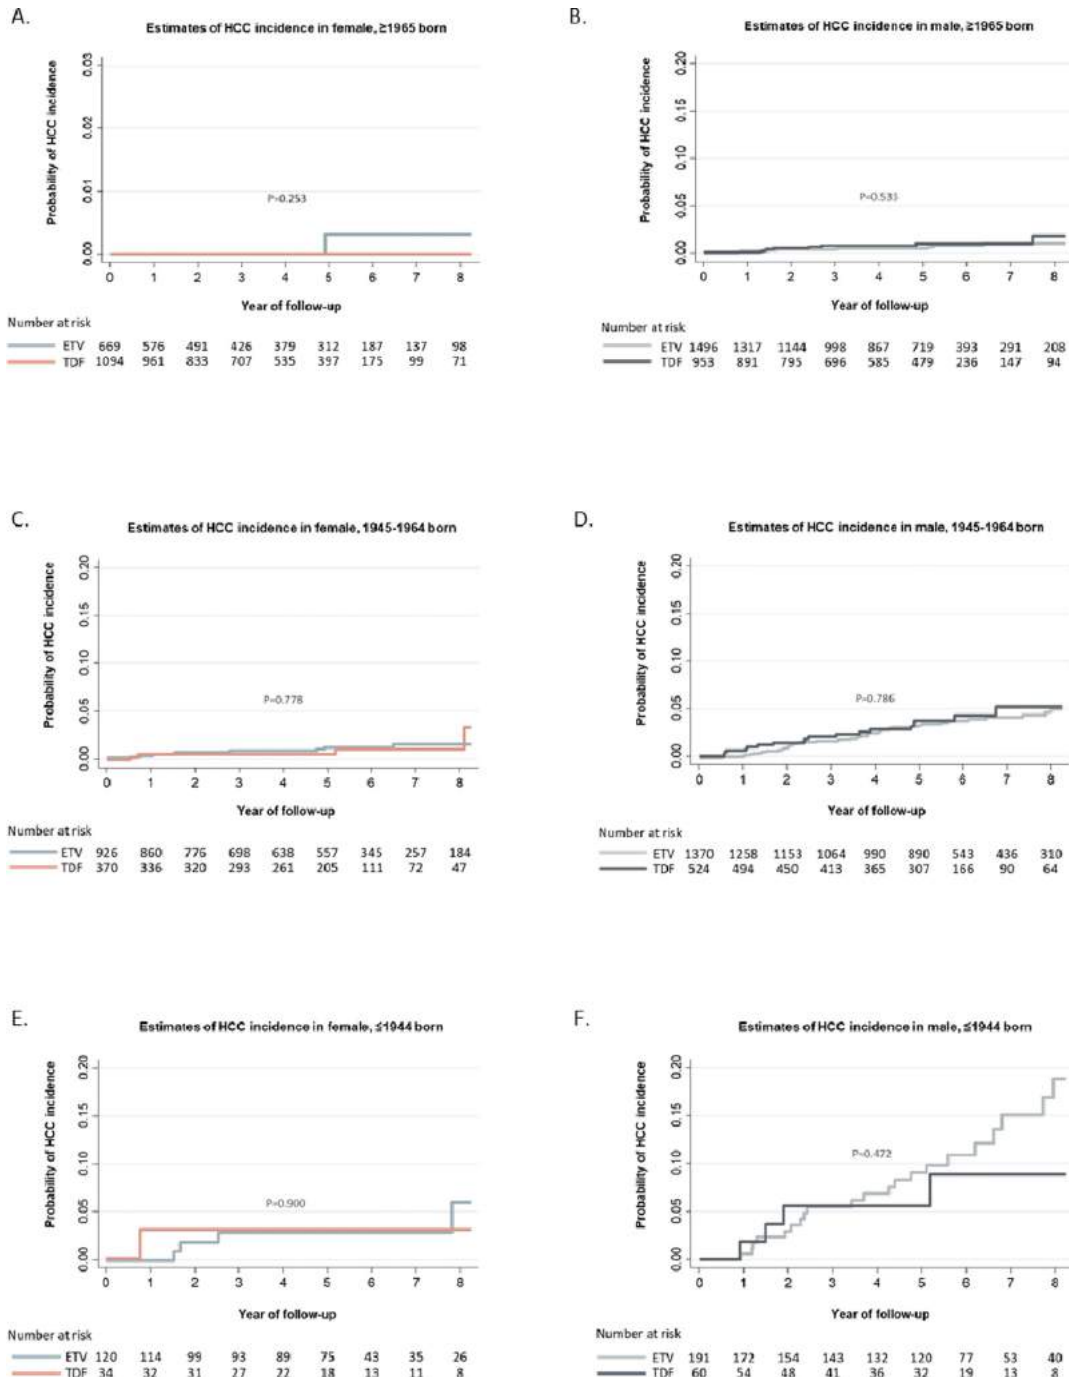 A.
Estimates of HCC incidence in female, ≥1965 born
Probability of HCC incidence
0.03
0.02
0.01
0.00
P=0.253
0 1 2 3 4 5 6 7 8
Year of follow-up
Number at risk
ETV 669 576 491 426 379 312 187 137 98
TDF 1094 961 833 707 535 397 175 99 71
B.
Estimates of HCC incidence in male, ≥1965 born
Probability of HCC incidence
0.20
0.15
0.10
0.05
0.00
P=0.535
0 1 2 3 4 5 6 7 8
Year of follow-up
Number at risk
ETV 1496 1317 1144 998 867 719 393 291 208
TDF 953 891 795 696 585 479 236 147 94
C.
Estimates of HCC incidence in female, 1945-1964 born
Probability of HCC incidence
0.20
0.15
0.10
0.05
0.00
P=0.778
0 1 2 3 4 5 6 7 8
Year of follow-up
Number at risk
ETV 926 860 776 698 638 557 345 257 184
TDF 370 336 320 293 261 205 111 72 47
D.
Estimates of HCC incidence in male, 1945-1964 born
Probability of HCC incidence
0.20
0.15
0.10
0.05
0.00
P=0.786
0 1 2 3 4 5 6 7 8
Year of follow-up
Number at risk
ETV 1370 1258 1153 1064 990 890 543 436 310
TDF 524 494 450 413 365 307 166 90 64
E.
Estimates of HCC incidence in female, ≤1944 born
Probability of HCC incidence
0.20
0.15
0.10
0.05
0.00
P=0.900
0 1 2 3 4 5 6 7 8
Year of follow-up
Number at risk
ETV 120 114 99 93 89 75 43 35 26
TDF 34 32 31 27 22 18 13 11 8
F.
Estimates of HCC incidence in male, ≤1944 born
Probability of HCC incidence
0.20
0.15
0.10
0.05
0.00
P=0.472
0 1 2 3 4 5 6 7 8
Year of follow-up
Number at risk
ETV 191 172 154 143 132 120 77 53 40
TDF 60 54 48 41 36 32 19 13 8